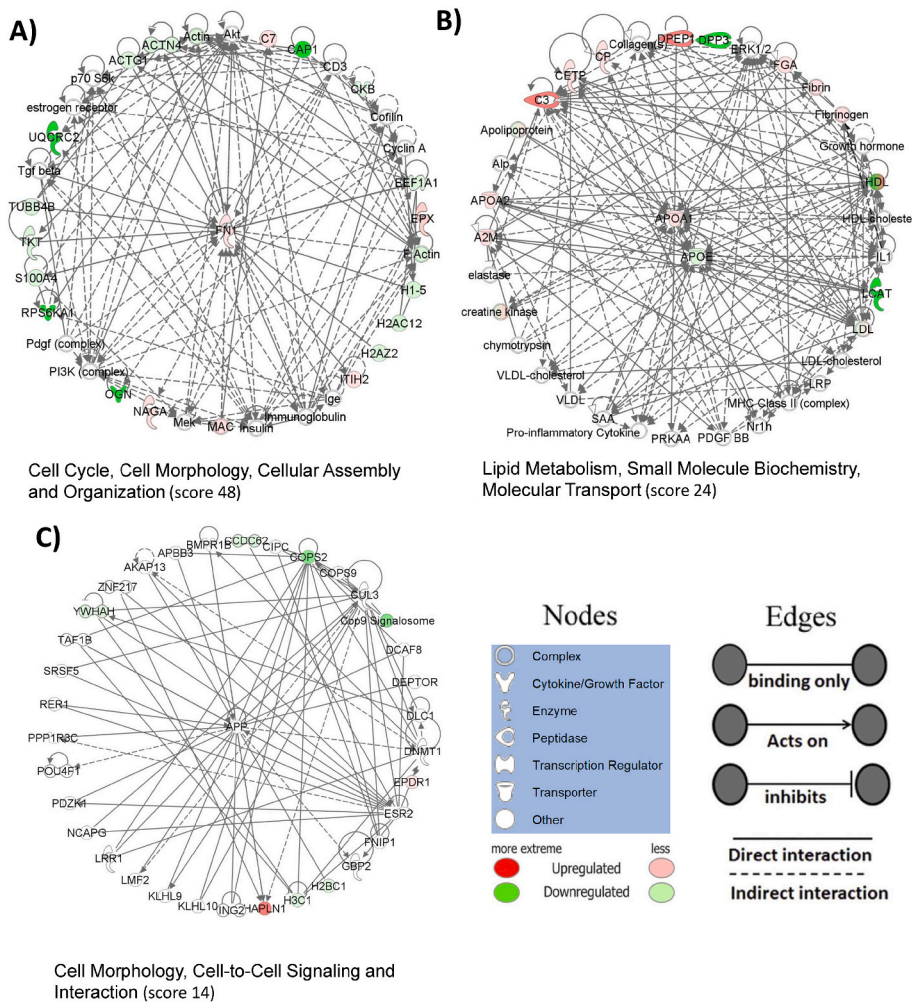 A)
Akt
C7
CAP1
CD3
CKB
Cofilin
Cyclin A
EEF1A1
EPX
F Actin
H1-5
H2AC12
H2AZ2
ITIH2
Ige
Immunoglobulin
Insulin
MAC
Mek
NAGA
OGN
PI3K (complex)
Pdgf (complex)
RPS6KA1
S100A4
TKT
TUBB4B
Tgf beta
UQCRC2
estrogen receptor
p70 S6k
ACTG1
ACTN4
Actin
FN1
Cell Cycle, Cell Morphology, Cellular Assembly
and Organization (score 48)
B)
Collagen(s)
DPEP1
DPP3
ERK1/2
FGA
Fibrin
Fibrinogen
Growth hormone
HDL
HDL-choleste
IL1
LCAT
LDL
LDL-cholesterol
LRP
MHC Class II (complex)
Nr1h
PDGF BB
PRKAA
Pro-inflammatory Cytokine
SAA
VLDL
VLDL-cholesterol
chymotrypsin
creatine kinase
elastase
A2M
APOA2
Alp
Apolipoprotein
C3
CETP
CP
APOA1
APOE
Lipid Metabolism, Small Molecule Biochemistry,
Molecular Transport (score 24)
C)
BMPR1B
CCDC62
CIPC
COPS2
COPS9
CUL3
Cop9 Signalosome
DCAF8
DEPTOR
DLC1
DNMT1
EPDR1
ESR2
FNIP1
GBP2
H2BC1
H3C1
HAPLN1
ING2
KLHL10
KLHL9
LMF2
LRR1
NCAPG
PDZK1
POU4F1
PPP1R3C
RER1
SRSF5
TAF1B
YWHAH
ZNF217
AKAP13
APBB3
APP
Cell Morphology, Cell-to-Cell Signaling and
Interaction (score 14)
Nodes
Complex
Cytokine/Growth Factor
Enzyme
Peptidase
Transcription Regulator
Transporter
Other
more extreme less
Upregulated
Downregulated
Edges
binding only
Acts on
inhibits
Direct interaction
Indirect interaction